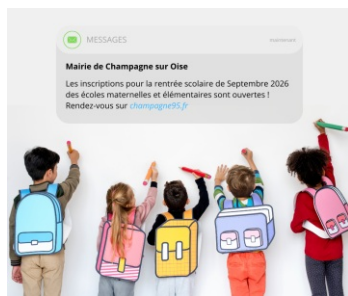 MESSAGES
maintenant
Mairie de Champagne sur Oise
Les inscriptions pour la rentrée scolaire de Septembre 2026
des écoles maternelles et élémentaires sont ouvertes !
Rendez-vous sur champagne95.fr